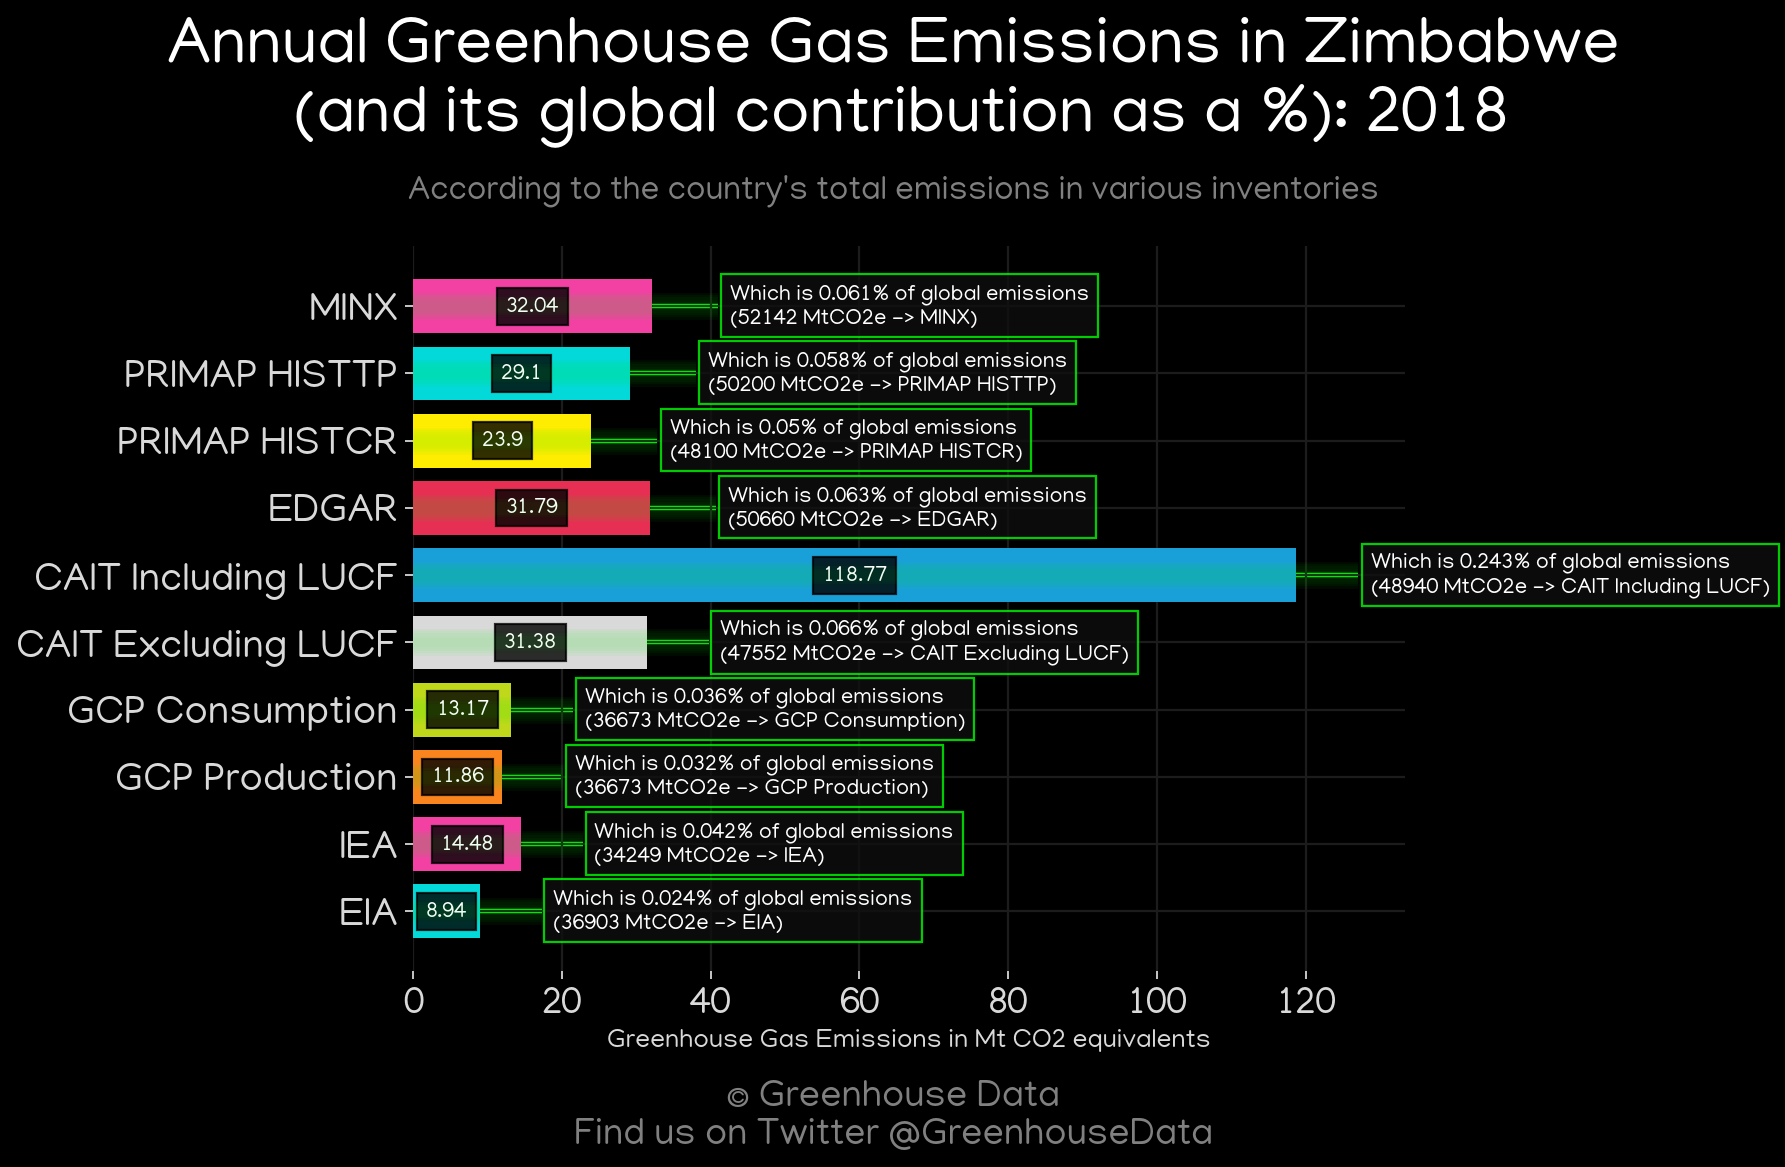 Annual Greenhouse Gas Emissions in Zimbabwe
(and its global contribution as a %): 2018
According to the country's total emissions in various inventories
MINX
32.04
Which is 0.061% of global emissions
(52142 MtCO2e -> MINX)
PRIMAP HISTTP
29.1
Which is 0.058% of global emissions
(50200 MtCO2e -> PRIMAP HISTTP)
PRIMAP HISTCR
23.9
Which is 0.05% of global emissions
(48100 MtCO2e -> PRIMAP HISTCR)
EDGAR
31.79
Which is 0.063% of global emissions
(50660 MtCO2e -> EDGAR)
CAIT Including LUCF
118.77
Which is 0.243% of global emissions
(48940 MtCO2e -> CAIT Including LUCF)
CAIT Excluding LUCF
31.38
Which is 0.066% of global emissions
(47552 MtCO2e -> CAIT Excluding LUCF)
GCP Consumption
13.17
Which is 0.036% of global emissions
(36673 MtCO2e -> GCP Consumption)
GCP Production
11.86
Which is 0.032% of global emissions
(36673 MtCO2e -> GCP Production)
IEA
14.48
Which is 0.042% of global emissions
(34249 MtCO2e -> IEA)
EIA
8.94
Which is 0.024% of global emissions
(36903 MtCO2e -> EIA)
0 20 40 60 80 100 120
Greenhouse Gas Emissions in Mt CO2 equivalents
© Greenhouse Data
Find us on Twitter @GreenhouseData